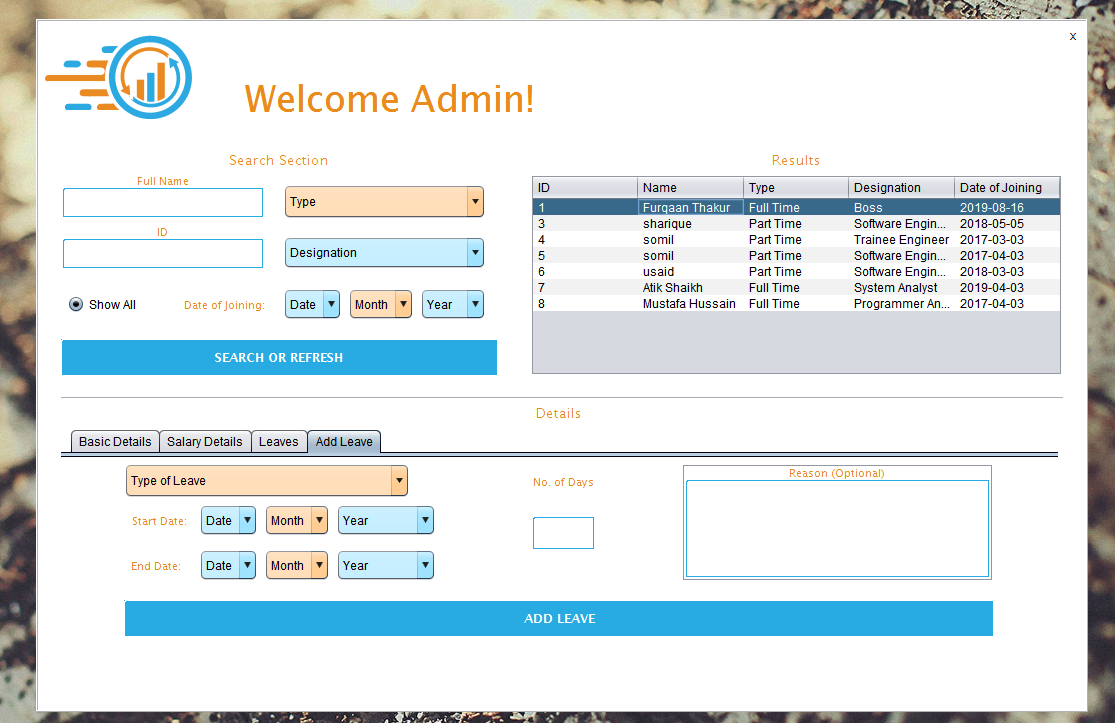 x
Welcome Admin!
Search Section
Full Name
Type
ID
Designation
Show All
Date of Joining:
Date Month Year
SEARCH OR REFRESH
Results
ID Name Type Designation Date of Joining
1 Furqaan Thakur Full Time Boss 2019-08-16
3 sharique Part Time Software Engin... 2018-05-05
4 somil Part Time Trainee Engineer 2017-03-03
5 somil Part Time Software Engin... 2017-04-03
6 usaid Part Time Software Engin... 2018-03-03
7 Atik Shaikh Full Time System Analyst 2019-04-03
8 Mustafa Hussain Full Time Programmer An... 2017-04-03
Details
Basic Details Salary Details Leaves Add Leave
Type of Leave
Start Date: Date Month Year
End Date: Date Month Year
No. of Days
Reason (Optional)
ADD LEAVE